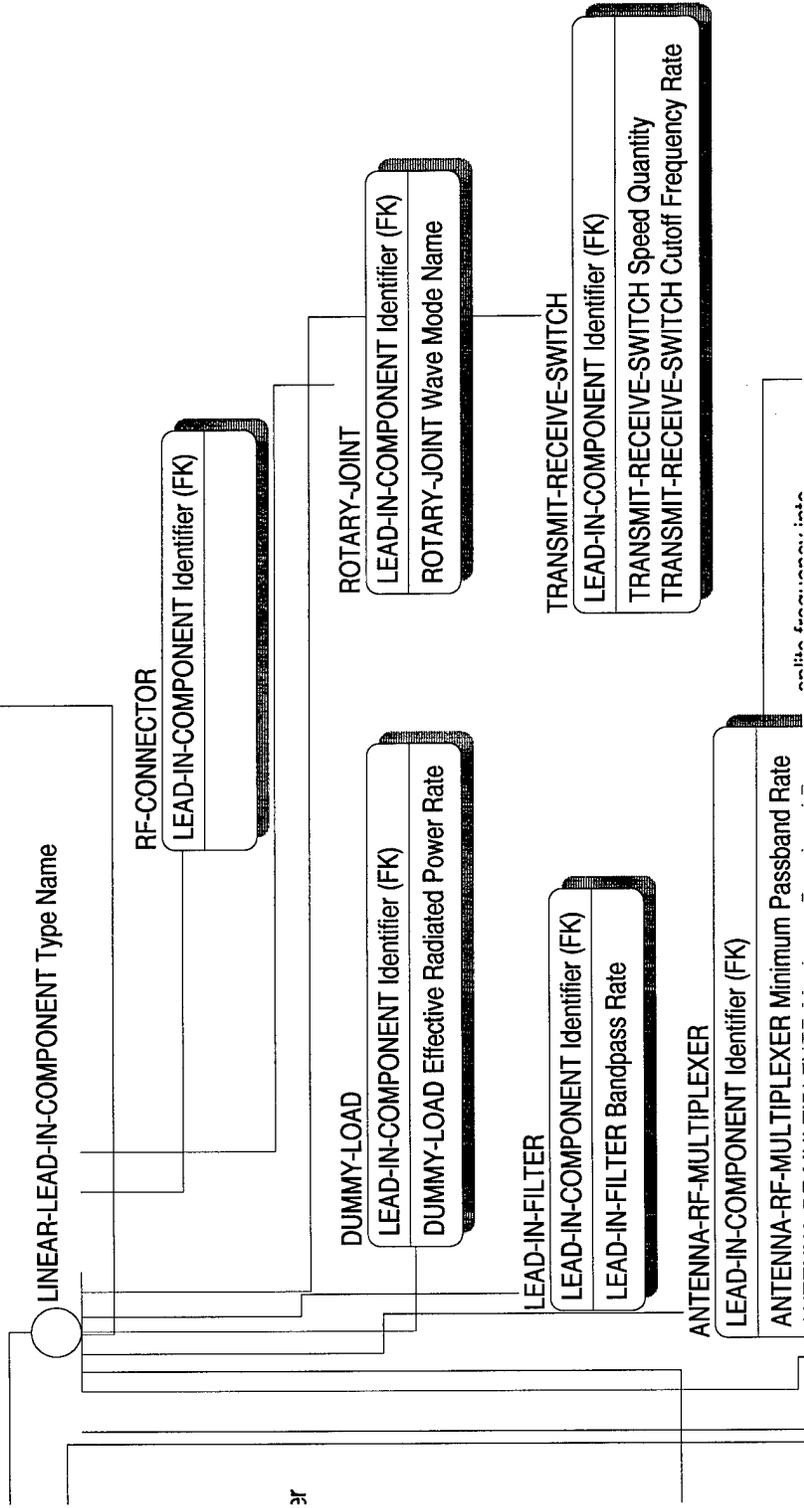 LINEAR-LEAD-IN-COMPONENT Type Name
RF-CONNECTOR
LEAD-IN-COMPONENT Identifier (FK)
DUMMY-LOAD
LEAD-IN-COMPONENT Identifier (FK)
DUMMY-LOAD Effective Radiated Power Rate
ROTARY-JOINT
LEAD-IN-COMPONENT Identifier (FK)
ROTARY-JOINT Wave Mode Name
LEAD-IN-FILTER
LEAD-IN-COMPONENT Identifier (FK)
LEAD-IN-FILTER Bandpass Rate
TRANSMIT-RECEIVE-SWITCH
LEAD-IN-COMPONENT Identifier (FK)
TRANSMIT-RECEIVE-SWITCH Speed Quantity
TRANSMIT-RECEIVE-SWITCH Cutoff Frequency Rate
ANTENNA-RF-MULTIPLEXER
LEAD-IN-COMPONENT Identifier (FK)
ANTENNA-RF-MULTIPLEXER Minimum Passband Rate
splits frequency into
er